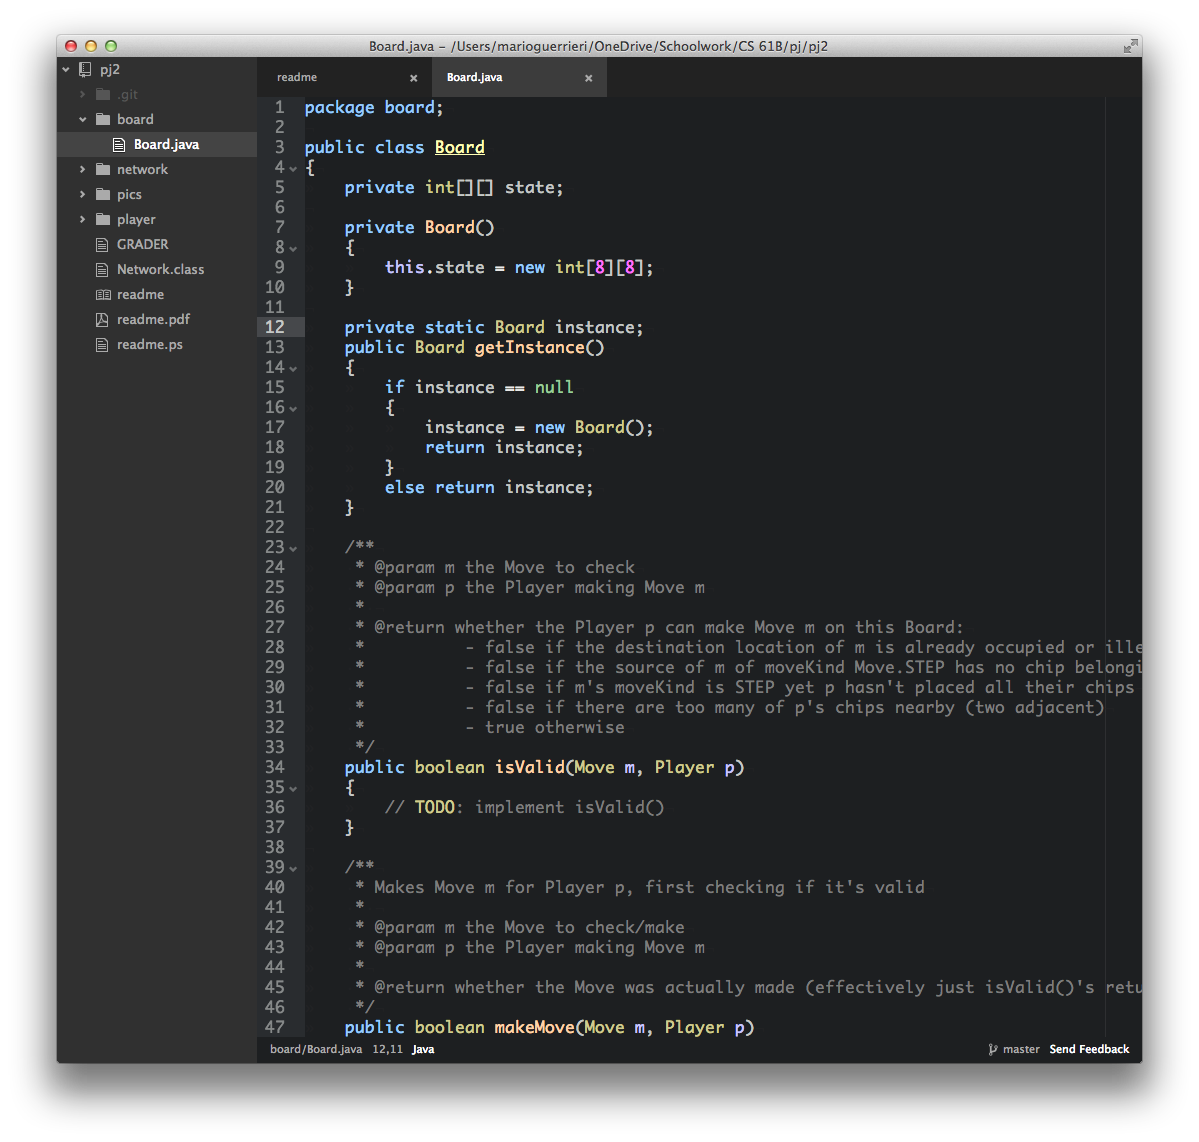 Board.java – /Users/marioguerrieri/OneDrive/Schoolwork/CS 61B/pj/pj2
pj2
.git
board
Board.java
network
pics
player
GRADER
Network.class
readme
readme.pdf
readme.ps
readme
Board.java
1 package board;
2
3 public class Board
4 {
5     private int[][] state;
6
7     private Board()
8     {
9         this.state = new int[8][8];
10     }
11
12     private static Board instance;
13     public Board getInstance()
14     {
15         if instance == null
16         {
17             instance = new Board();
18             return instance;
19         }
20         else return instance;
21     }
22
23     /**
24      * @param m the Move to check
25      * @param p the Player making Move m
26      *
27      * @return whether the Player p can make Move m on this Board:
28      *          - false if the destination location of m is already occupied or ille
29      *          - false if the source of m of moveKind Move.STEP has no chip belongi
30      *          - false if m's moveKind is STEP yet p hasn't placed all their chips
31      *          - false if there are too many of p's chips nearby (two adjacent)
32      *          - true otherwise
33      */
34     public boolean isValid(Move m, Player p)
35     {
36         // TODO: implement isValid()
37     }
38
39     /**
40      * Makes Move m for Player p, first checking if it's valid
41      *
42      * @param m the Move to check/make
43      * @param p the Player making Move m
44      *
45      * @return whether the Move was actually made (effectively just isValid()'s retu
46      */
47     public boolean makeMove(Move m, Player p)
board/Board.java 12,11 Java
master Send Feedback